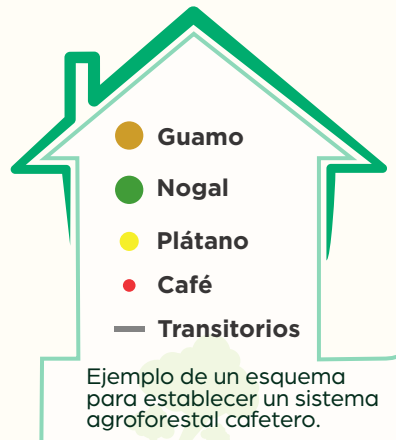 Guamo
Nogal
Plátano
Café
Transitorios
Ejemplo de un esquema
para establecer un sistema
agroforestal cafetero.